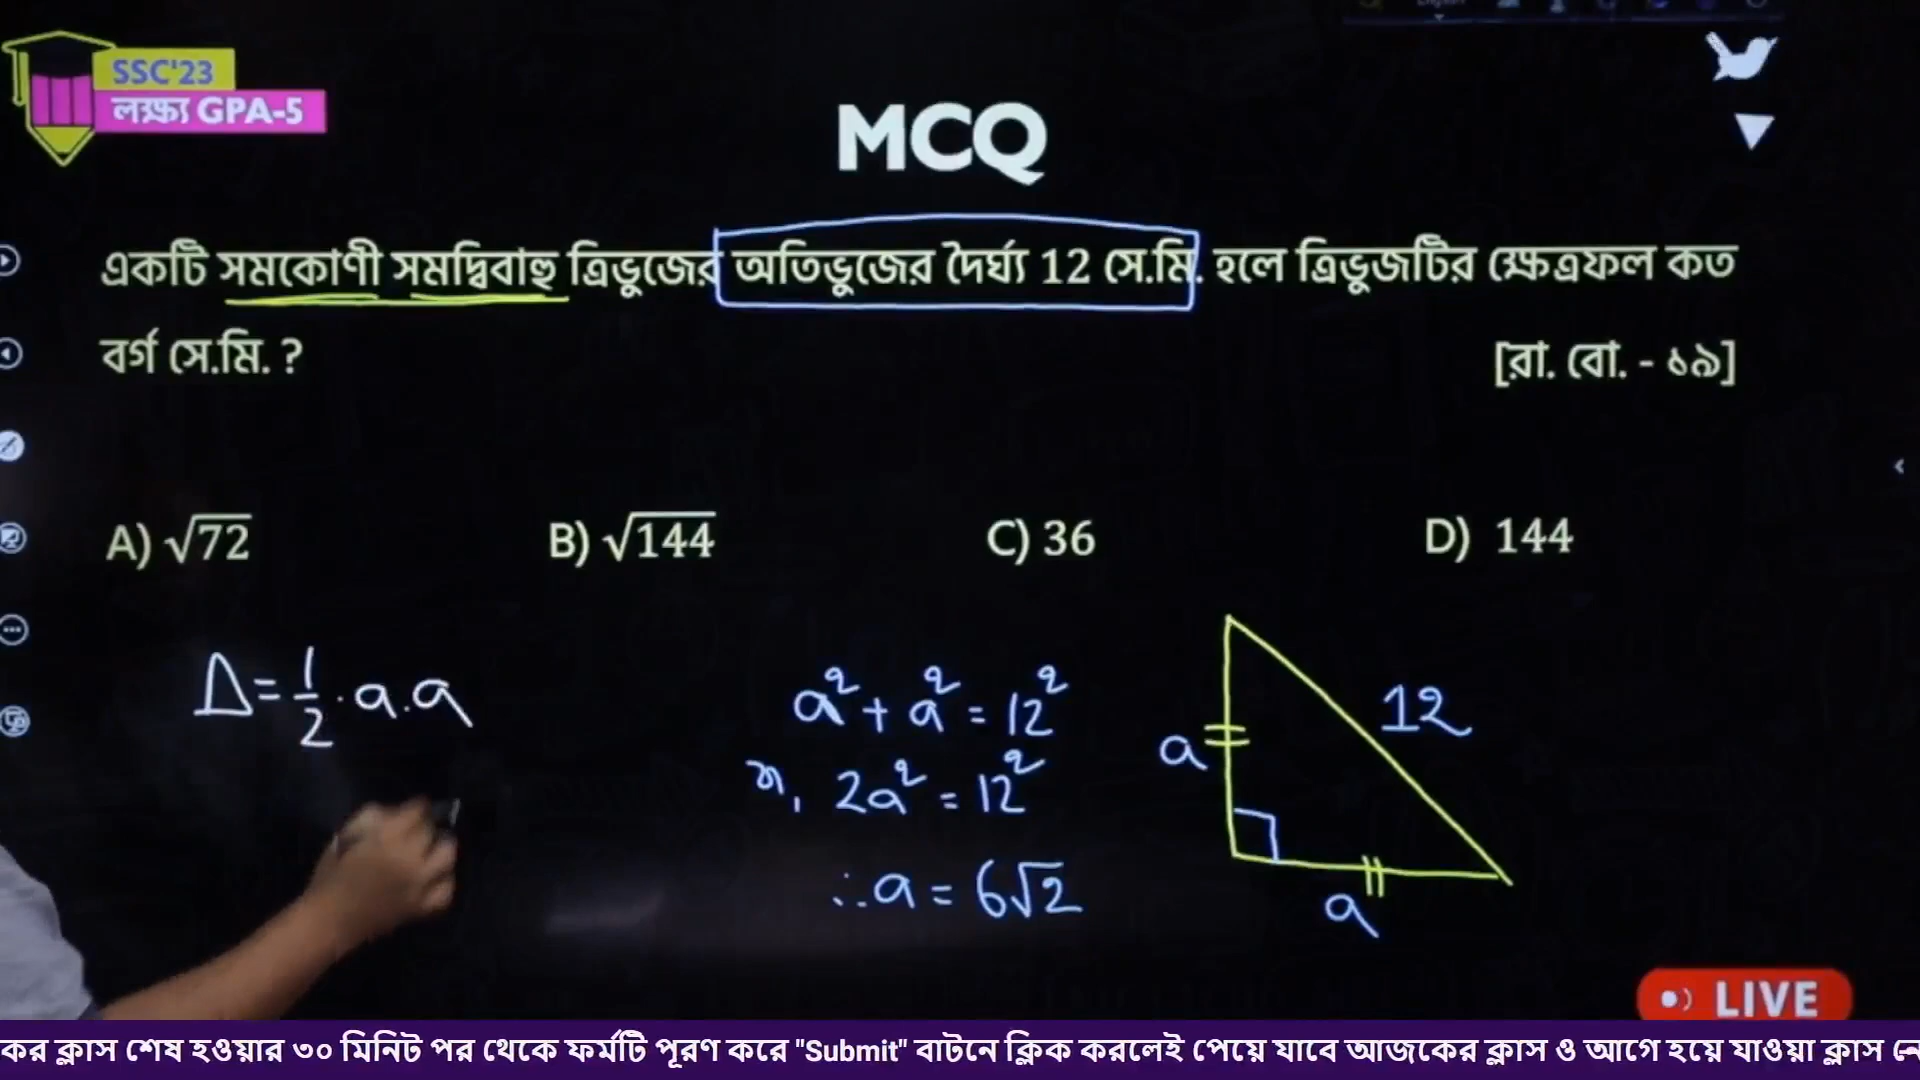 SSC'23
লক্ষ্য GPA-5
MCQ
একটি সমকোণী সমদ্বিবাহু ত্রিভুজের অতিভুজের দৈর্ঘ্য 12 সে.মি. হলে ত্রিভুজটির ক্ষেত্রফল কত
বর্গ সে.মি. ?
[রা. বো. - ১৯]
A) √72
B) √144
C) 36
D) 144
Δ = 1/2 · a . a
a² + a² = 12²
বা, 2a² = 12²
∴ a = 6√2
12
a
a
LIVE
কর ক্লাস শেষ হওয়ার ৩০ মিনিট পর থেকে ফর্মটি পূরণ করে "Submit" বাটনে ক্লিক করলেই পেয়ে যাবে আজকের ক্লাস ও আগে হয়ে যাওয়া ক্লাস